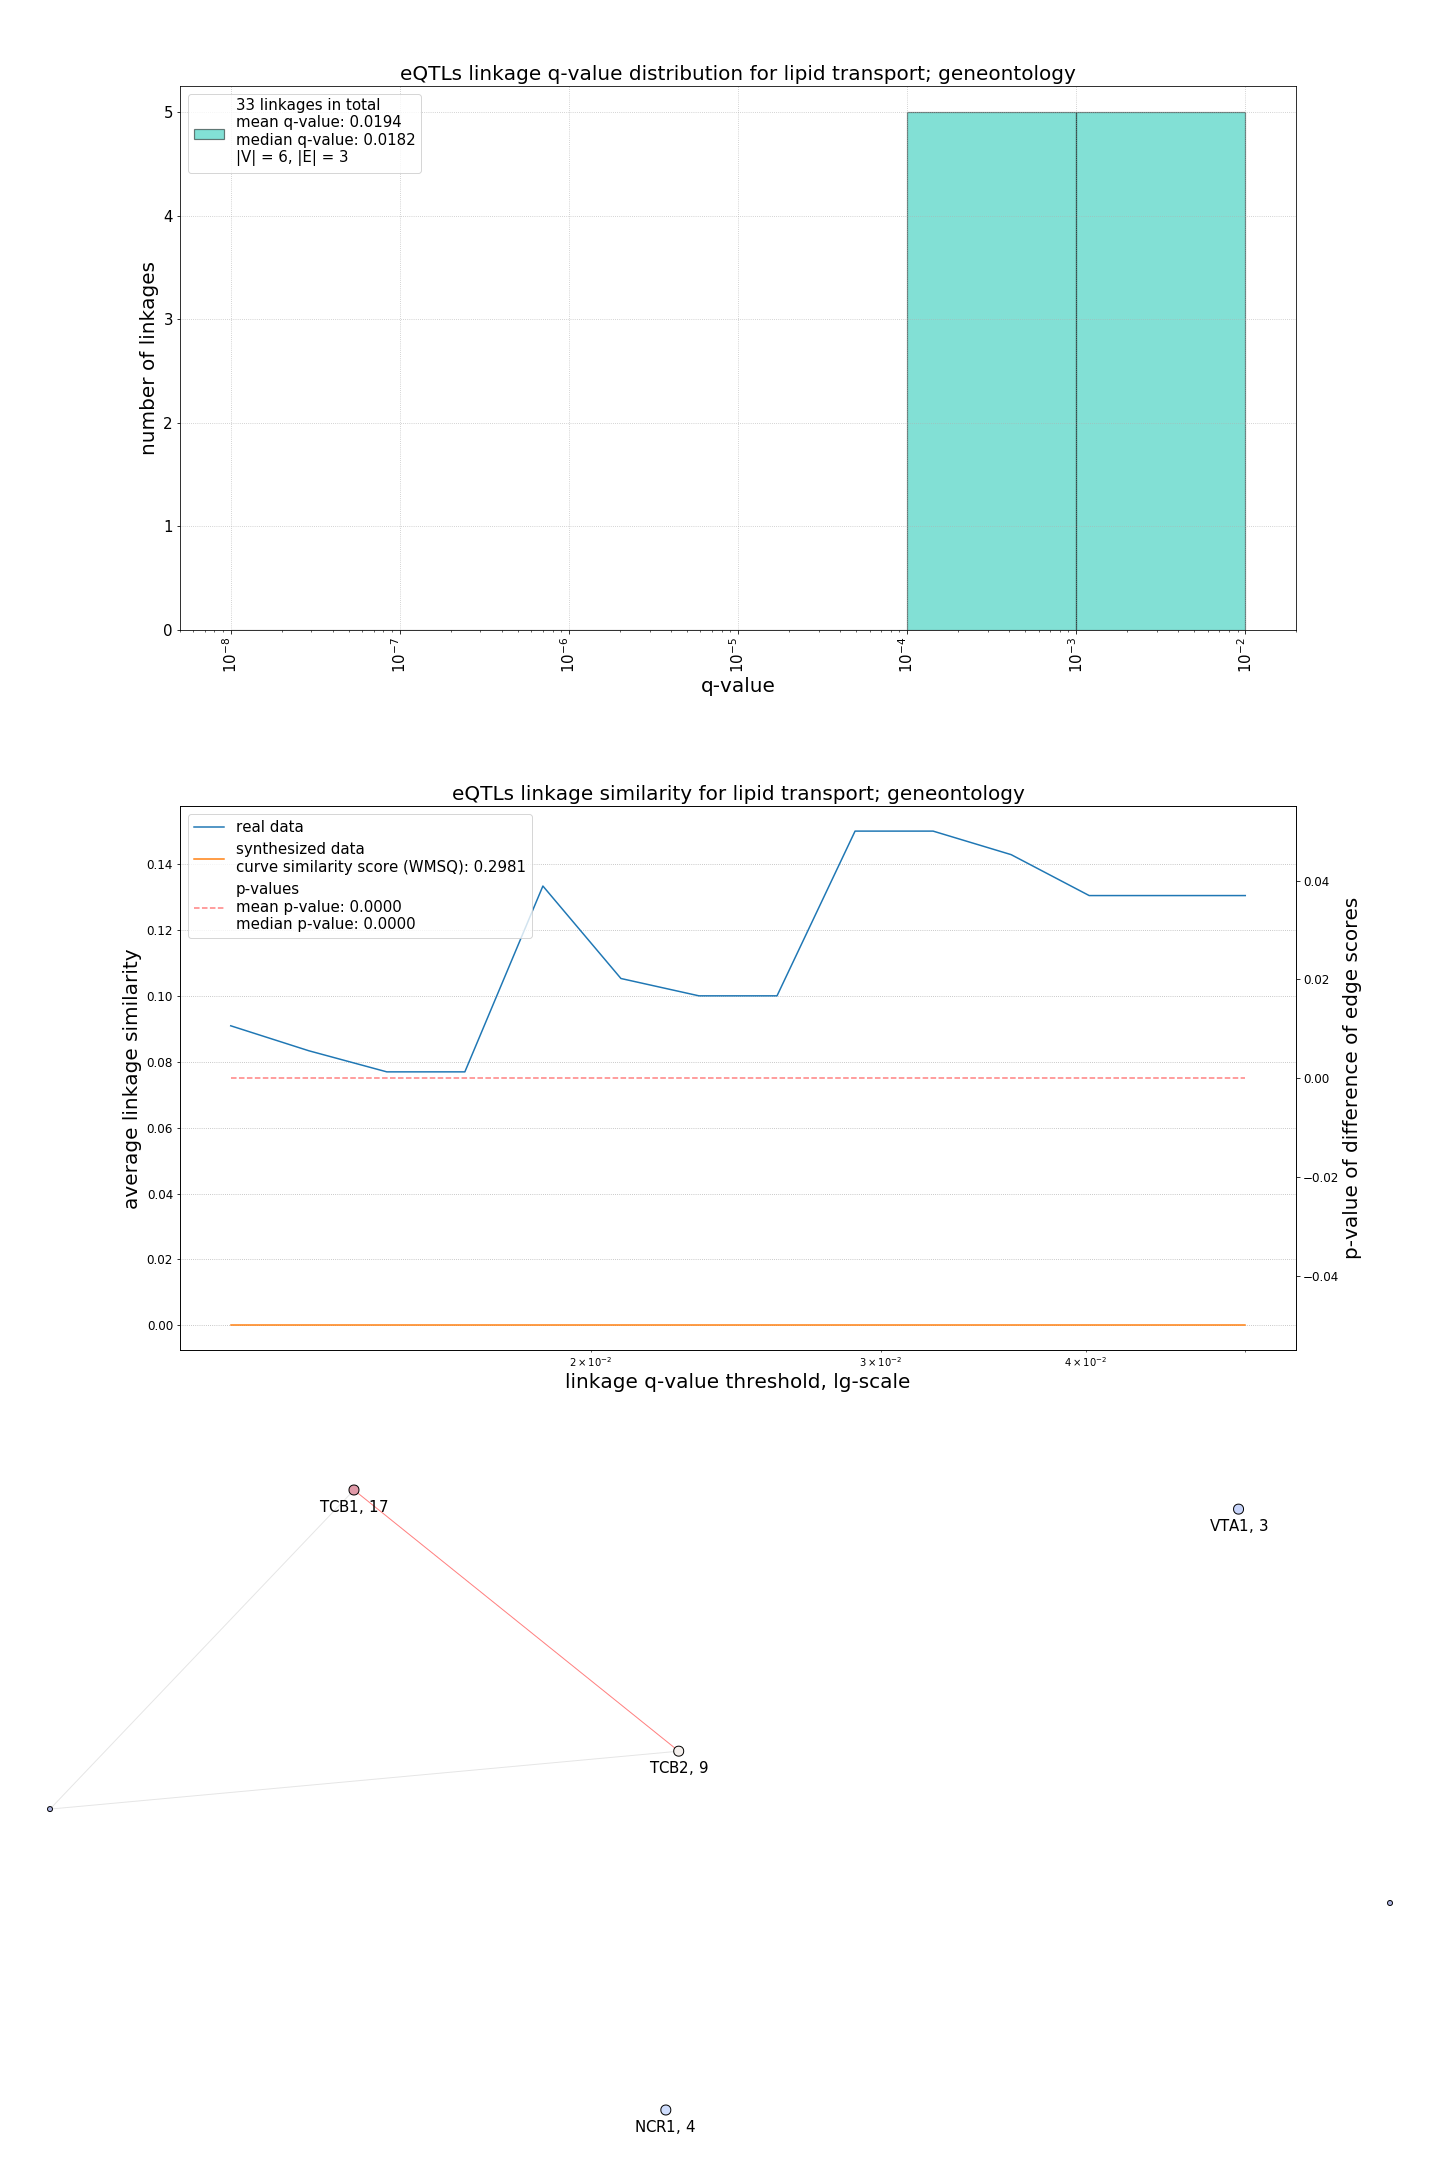 eQTLs linkage q-value distribution for lipid transport; geneontology
33 linkages in total
mean q-value: 0.0194
median q-value: 0.0182
|V| = 6, |E| = 3
number of linkages
5
4
3
2
1
0
10⁻⁸ 10⁻⁷ 10⁻⁶ 10⁻⁵ 10⁻⁴ 10⁻³ 10⁻²
q-value
eQTLs linkage similarity for lipid transport; geneontology
real data
synthesized data
curve similarity score (WMSQ): 0.2981
p-values
mean p-value: 0.0000
median p-value: 0.0000
average linkage similarity
0.14
0.12
0.10
0.08
0.06
0.04
0.02
0.00
0.04
0.02
0.00
−0.02
−0.04
p-value of difference of edge scores
2 × 10⁻² 3 × 10⁻² 4 × 10⁻²
linkage q-value threshold, lg-scale
TCB1, 17
VTA1, 3
TCB2, 9
NCR1, 4